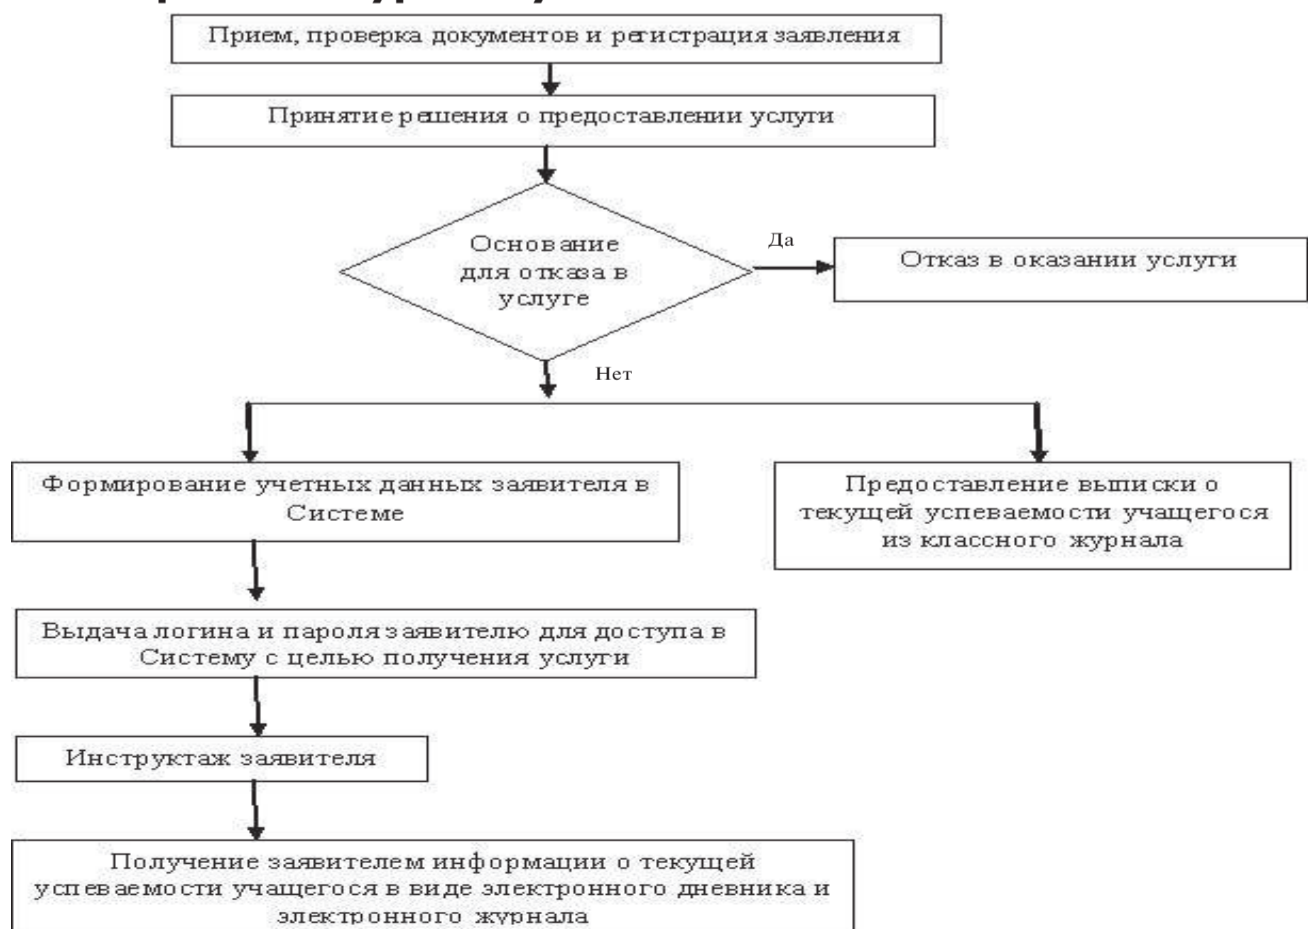 Прием, проверка документов и регистрация заявления
Принятие решения о предоставлении услуги
Основание
для отказа в
услуге
Да
Отказ в оказании услуги
Нет
Формирование учетных данных заявителя в
Системе
Предоставление выписки о
текущей успеваемости учащегося
из классного журнала
Выдача логина и пароля заявителю для доступа в
Систему с целью получения услуги
Инструктаж заявителя
Получение заявителем информации о текущей
успеваемости учащегося в виде электронного дневника и
электронного журнала